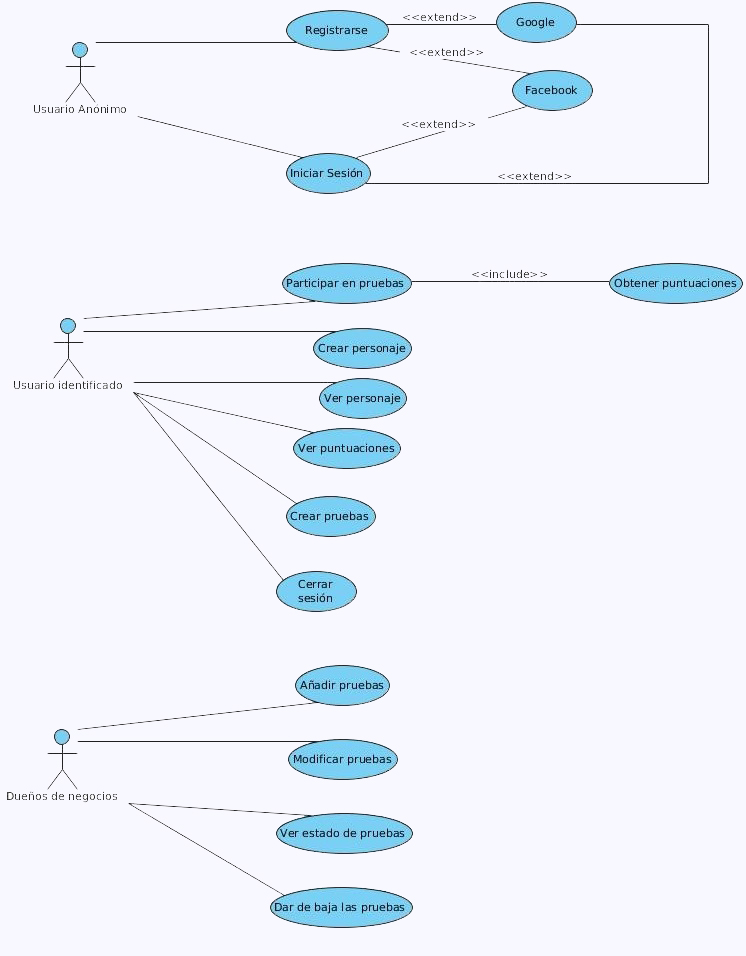 <<extend>>
Google
Registrarse
<<extend>>
Facebook
Usuario Anónimo
<<extend>>
Iniciar Sesión
<<extend>>
<<include>>
Participar en pruebas
Obtener puntuaciones
Crear personaje
Usuario identificado
Ver personaje
Ver puntuaciones
Crear pruebas
Cerrar
sesión
Añadir pruebas
Modificar pruebas
Dueños de negocios
Ver estado de pruebas
Dar de baja las pruebas